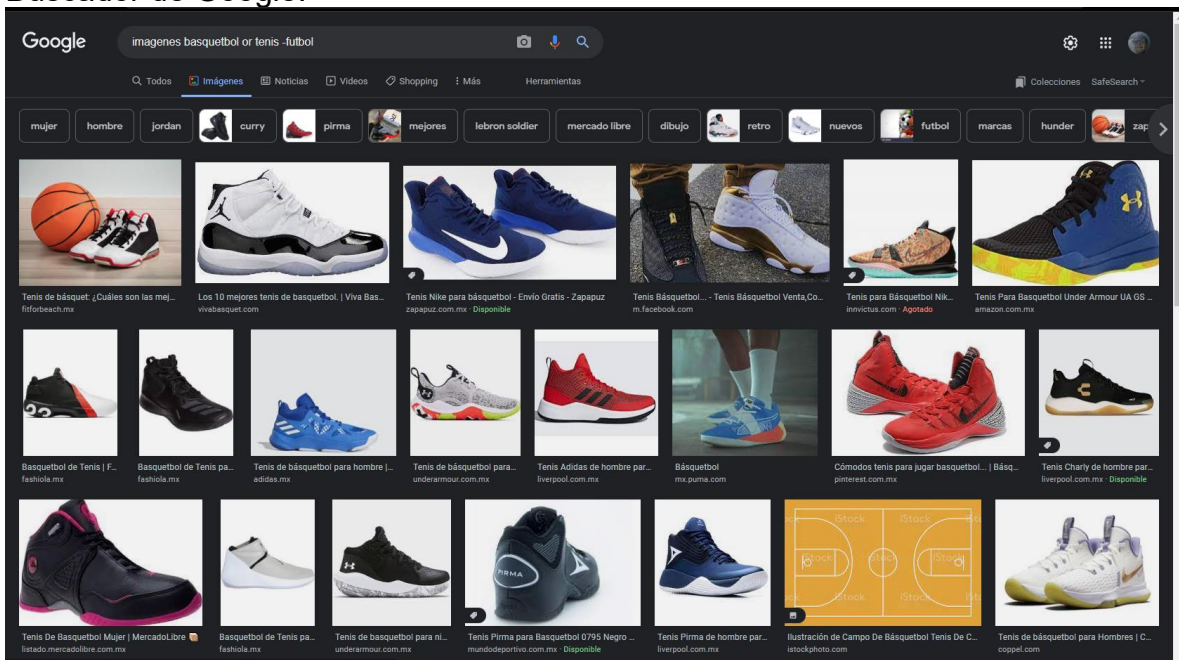 Google
imagenes basquetbol or tenis -futbol
Todos Imágenes Noticias Videos Shopping Más Herramientas Colecciones SafeSearch
mujer hombre jordan curry pirma mejores lebron soldier mercado libre dibujo retro nuevos futbol marcas hunder zap
Tenis de básquet: ¿Cuáles son las mej... Los 10 mejores tenis de basquetbol. | Viva Bas... Tenis Nike para básquetbol - Envío Gratis - Zapapuz Tenis Básquetbol... - Tenis Básquetbol Venta,Co... Tenis para Básquetbol Nik... Tenis Para Basquetbol Under Armour UA GS ...
fitforbeach.mx vivabasquet.com zapapuz.com.mx · Disponible m.facebook.com innvictus.com · Agotado amazon.com.mx
Basquetbol de Tenis | F... Basquetbol de Tenis pa... Tenis de básquetbol para hombre |... Tenis de básquetbol para... Tenis Adidas de hombre par... Básquetbol Cómodos tenis para jugar basquetbol... | Básq... Tenis Charly de hombre par...
fashiola.mx fashiola.mx adidas.mx underarmour.com.mx liverpool.com.mx mx.puma.com pinterest.com.mx liverpool.com.mx · Disponible
PIRMA
iStock iStock iStock
Tenis De Basquetbol Mujer | MercadoLibre Basquetbol de Tenis pa... Tenis de basquetbol para ni... Tenis Pirma para Basquetbol 0795 Negro ... Tenis Pirma de hombre par... Ilustración de Campo De Básquetbol Tenis De C... Tenis de básquetbol para Hombres | C...
listado.mercadolibre.com.mx fashiola.mx underarmour.com.mx mundodeportivo.com.mx · Disponible liverpool.com.mx istockphoto.com coppel.com